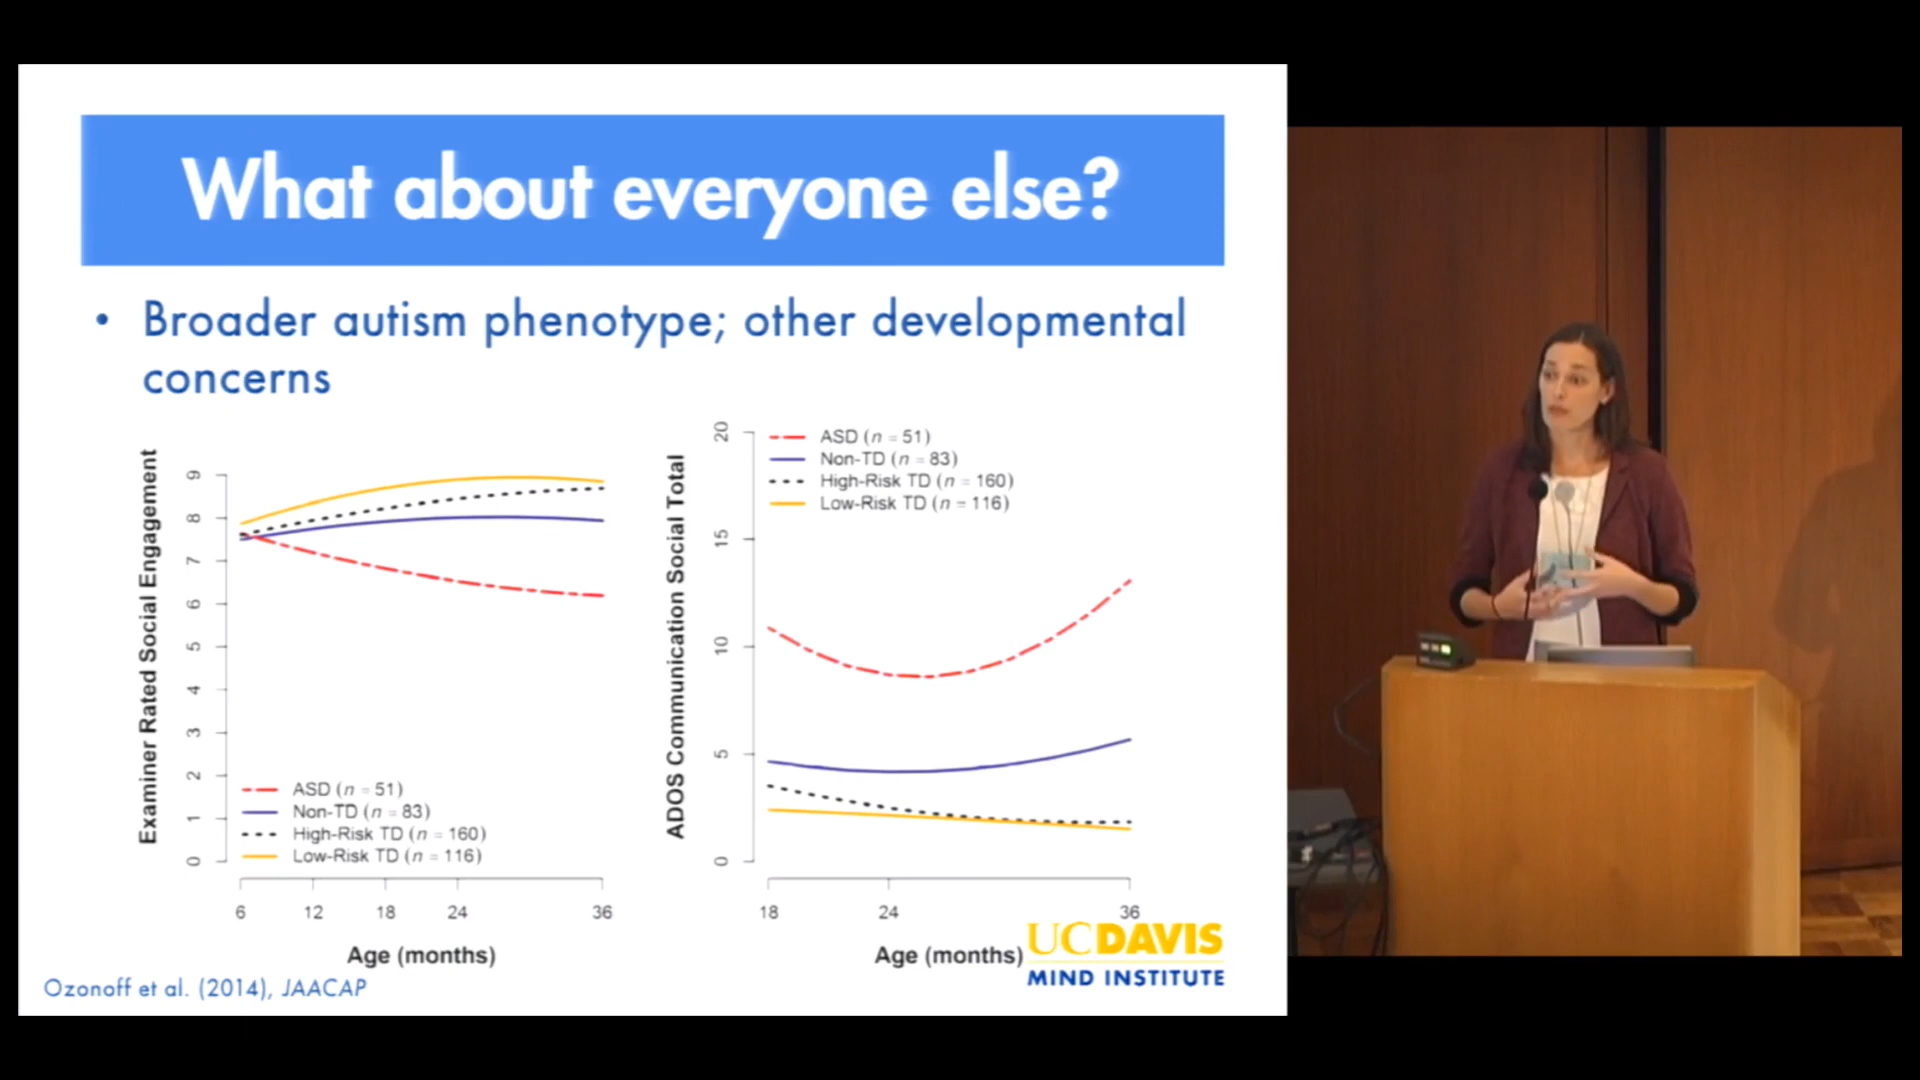 What about everyone else?
• Broader autism phenotype; other developmental
concerns
Examiner Rated Social Engagement
9
8
7
6
5
4
3
2
1
0
ASD (n = 51)
Non-TD (n = 83)
High-Risk TD (n = 160)
Low-Risk TD (n = 116)
6 12 18 24 36
Age (months)
ADOS Communication Social Total
20
15
10
5
0
ASD (n = 51)
Non-TD (n = 83)
High-Risk TD (n = 160)
Low-Risk TD (n = 116)
18 24 36
Age (months)
UC DAVIS
MIND INSTITUTE
Ozonoff et al. (2014), JAACAP